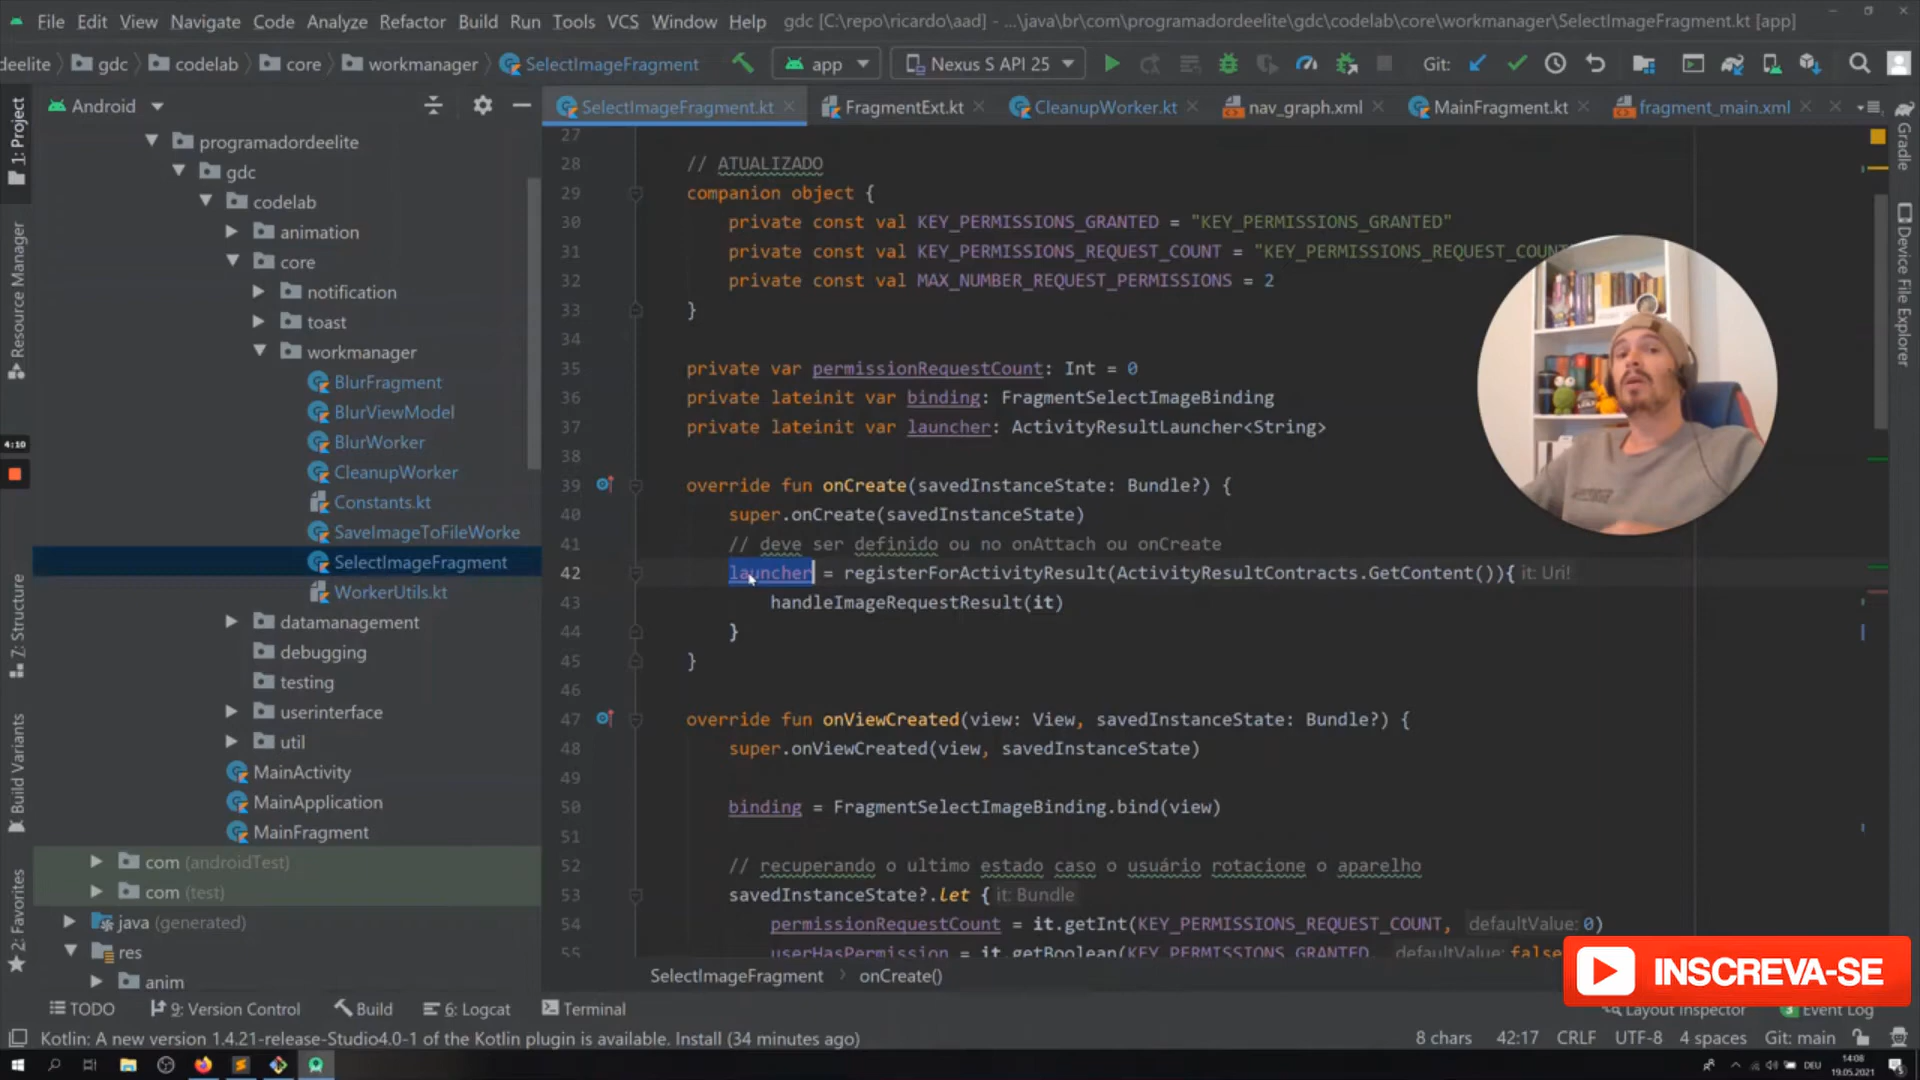 File Edit View Navigate Code Analyze Refactor Build Run Tools VCS Window Help gdc [C:\repo\ricardo\aad] - ...\java\br\com\programadordeelite\gdc\codelab\core\workmanager\SelectImageFragment.kt [app]
deelite gdc codelab core workmanager SelectImageFragment app Nexus S API 25 Git:
Android SelectImageFragment.kt FragmentExt.kt CleanupWorker.kt nav_graph.xml MainFragment.kt fragment_main.xml
1: Project
Resource Manager
7: Structure
Build Variants
2: Favorites
4:10
programadordeelite
gdc
codelab
animation
core
notification
toast
workmanager
BlurFragment
BlurViewModel
BlurWorker
CleanupWorker
Constants.kt
SaveImageToFileWorke
SelectImageFragment
WorkerUtils.kt
datamanagement
debugging
testing
userinterface
util
MainActivity
MainApplication
MainFragment
com (androidTest)
com (test)
java (generated)
res
anim
27
28 // ATUALIZADO
29 companion object {
30 private const val KEY_PERMISSIONS_GRANTED = "KEY_PERMISSIONS_GRANTED"
31 private const val KEY_PERMISSIONS_REQUEST_COUNT = "KEY_PERMISSIONS_REQUEST_COUNT
32 private const val MAX_NUMBER_REQUEST_PERMISSIONS = 2
33 }
34
35 private var permissionRequestCount: Int = 0
36 private lateinit var binding: FragmentSelectImageBinding
37 private lateinit var launcher: ActivityResultLauncher<String>
38
39 override fun onCreate(savedInstanceState: Bundle?) {
40 super.onCreate(savedInstanceState)
41 // deve ser definido ou no onAttach ou onCreate
42 launcher = registerForActivityResult(ActivityResultContracts.GetContent()){ it: Uri!
43 handleImageRequestResult(it)
44 }
45 }
46
47 override fun onViewCreated(view: View, savedInstanceState: Bundle?) {
48 super.onViewCreated(view, savedInstanceState)
49
50 binding = FragmentSelectImageBinding.bind(view)
51
52 // recuperando o ultimo estado caso o usuário rotacione o aparelho
53 savedInstanceState?.let { it: Bundle
54 permissionRequestCount = it.getInt(KEY_PERMISSIONS_REQUEST_COUNT, defaultValue: 0)
55 userHasPermission = it.getBoolean(KEY_PERMISSIONS_GRANTED, defaultValue: false
Gradle
Device File Explorer
INSCREVA-SE
SelectImageFragment onCreate()
TODO 9: Version Control Build 6: Logcat Terminal Layout Inspector 3 Event Log
Kotlin: A new version 1.4.21-release-Studio4.0-1 of the Kotlin plugin is available. Install (34 minutes ago) 8 chars 42:17 CRLF UTF-8 4 spaces Git: main
DEU 14:08
19.05.2021